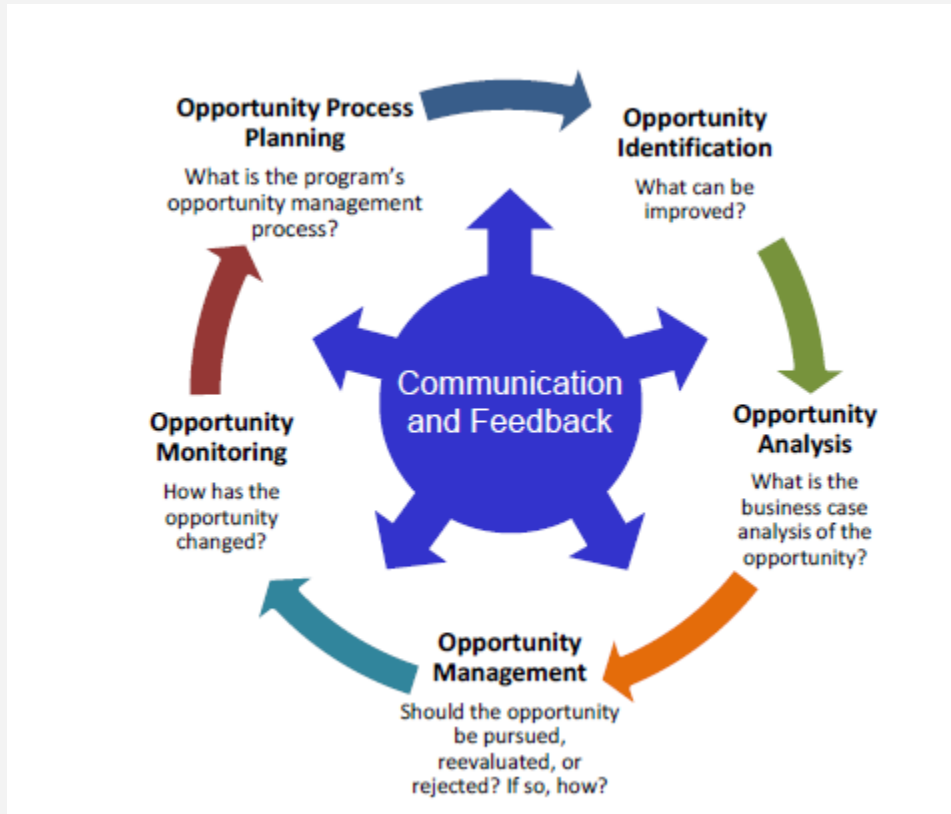 Opportunity Process
Planning
What is the program’s
opportunity management
process?
Opportunity
Identification
What can be
improved?
Communication
and Feedback
Opportunity
Analysis
What is the
business case
analysis of the
opportunity?
Opportunity
Management
Should the opportunity
be pursued,
reevaluated, or
rejected? If so, how?
Opportunity
Monitoring
How has the
opportunity
changed?